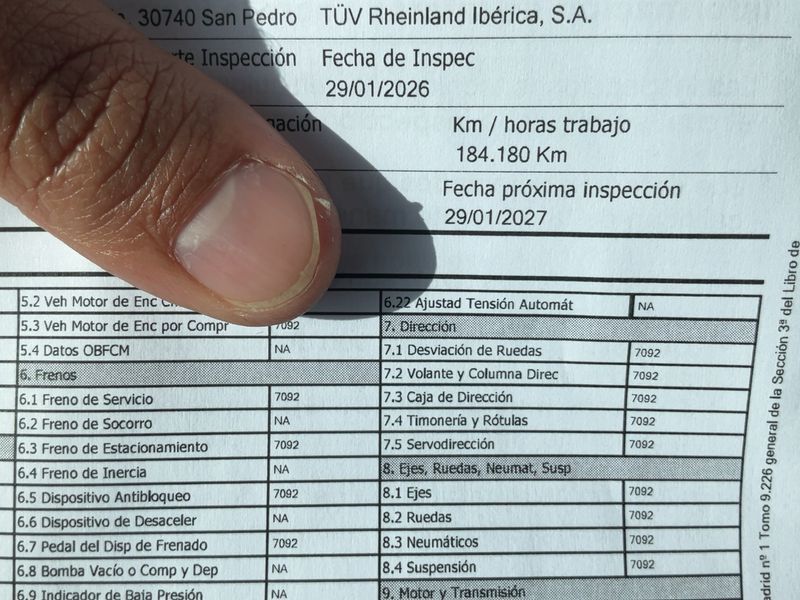 30740 San Pedro TÜV Rheinland Ibérica, S.A.
Inspección Fecha de Inspec
29/01/2026
Km / horas trabajo
184.180 Km
Fecha próxima inspección
29/01/2027
5.2 Veh Motor de Enc
5.3 Veh Motor de Enc por Compr 7092
5.4 Datos OBFCM NA
6. Frenos
6.1 Freno de Servicio 7092
6.2 Freno de Socorro NA
6.3 Freno de Estacionamiento 7092
6.4 Freno de Inercia NA
6.5 Dispositivo Antibloqueo 7092
6.6 Dispositivo de Desaceler NA
6.7 Pedal del Disp de Frenado 7092
6.8 Bomba Vacío o Comp y Dep NA
6.9 Indicador de Baja Presión NA
6.22 Ajustad Tensión Automát NA
7. Dirección
7.1 Desviación de Ruedas 7092
7.2 Volante y Columna Direc 7092
7.3 Caja de Dirección 7092
7.4 Timonería y Rótulas 7092
7.5 Servodirección 7092
8. Ejes, Ruedas, Neumat, Susp
8.1 Ejes 7092
8.2 Ruedas 7092
8.3 Neumáticos 7092
8.4 Suspensión 7092
9. Motor y Transmisión
nº 1 Tomo 9.226 general de la Sección 3ª del Libro de